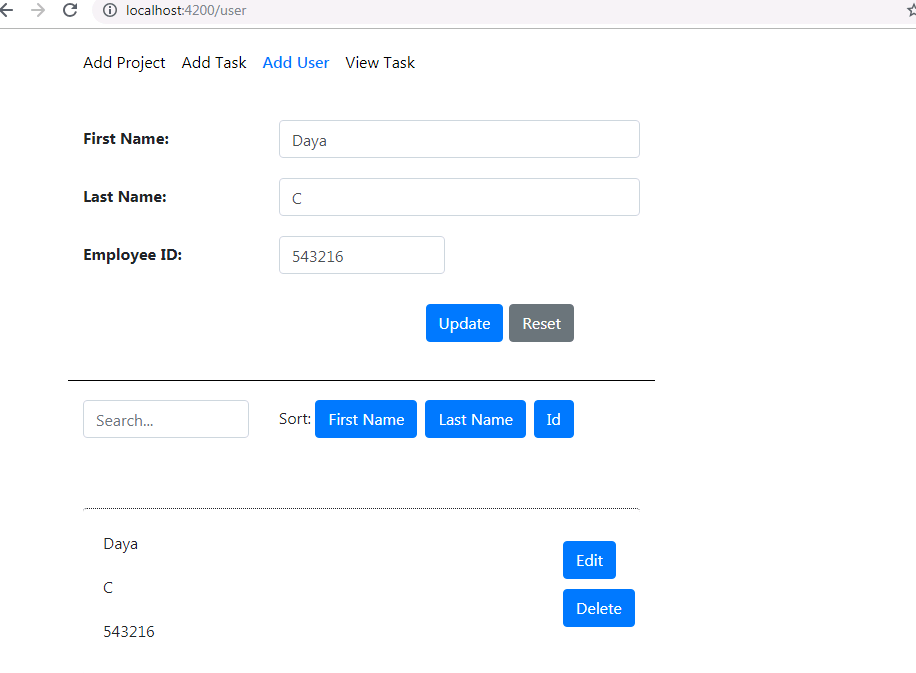 localhost:4200/user
Add Project Add Task Add User View Task
First Name: Daya
Last Name: C
Employee ID: 543216
Update Reset
Search... Sort: First Name Last Name Id
Daya
Edit
C
Delete
543216